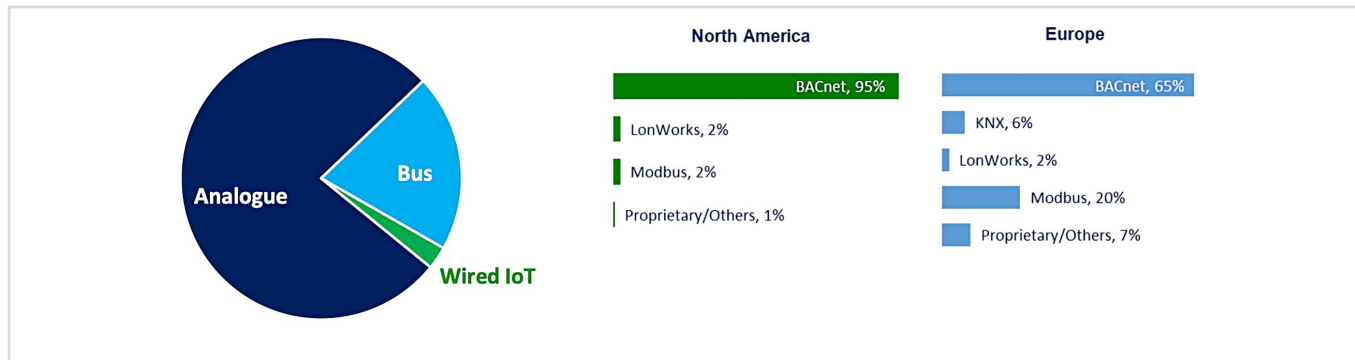 Analogue
Bus
Wired IoT
North America
BACnet, 95%
LonWorks, 2%
Modbus, 2%
Proprietary/Others, 1%
Europe
BACnet, 65%
KNX, 6%
LonWorks, 2%
Modbus, 20%
Proprietary/Others, 7%